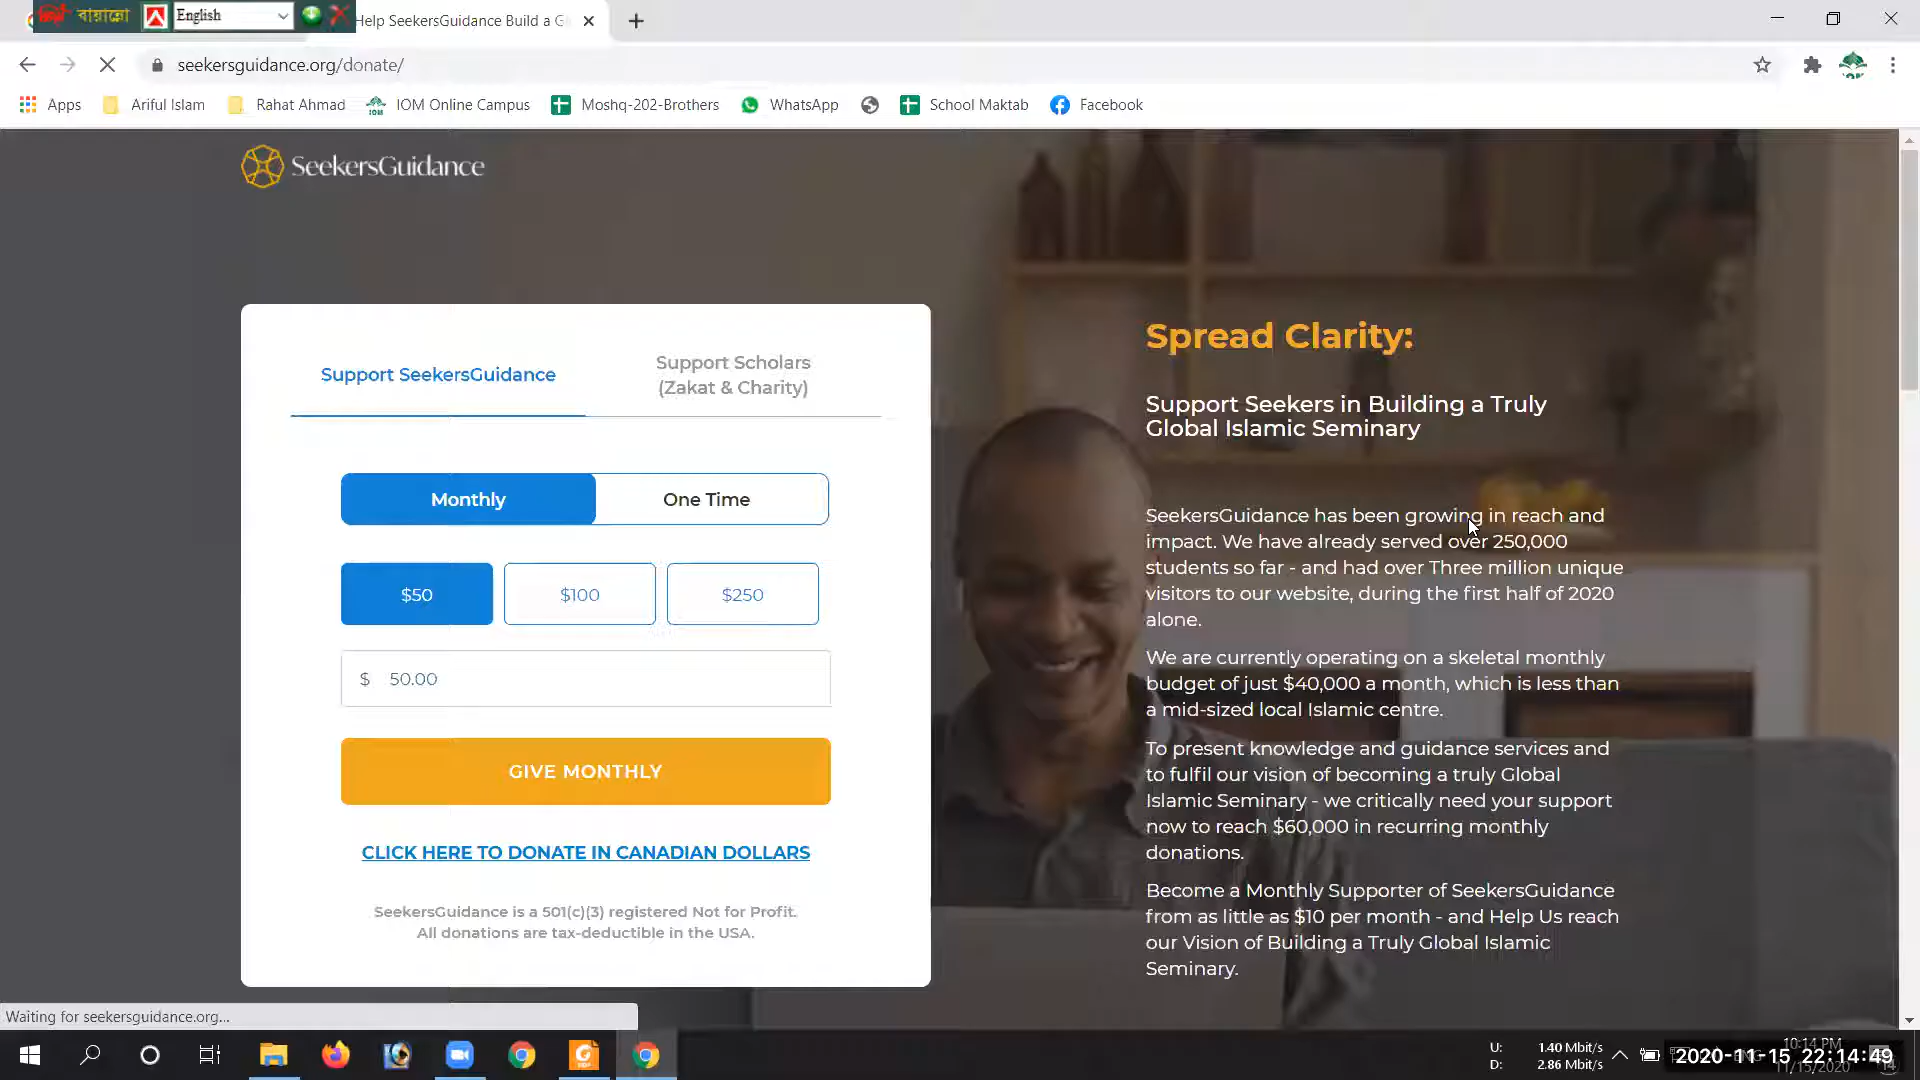 বায়ান্নো
English
Help SeekersGuidance Build a G
seekersguidance.org/donate/
Apps
Ariful Islam
Rahat Ahmad
IOM Online Campus
Moshq-202-Brothers
WhatsApp
School Maktab
Facebook
SeekersGuidance
Support SeekersGuidance
Support Scholars
(Zakat & Charity)
Monthly
One Time
$50
$100
$250
$ 50.00
GIVE MONTHLY
CLICK HERE TO DONATE IN CANADIAN DOLLARS
SeekersGuidance is a 501(c)(3) registered Not for Profit.
All donations are tax-deductible in the USA.
Spread Clarity:
Support Seekers in Building a Truly
Global Islamic Seminary
SeekersGuidance has been growing in reach and
impact. We have already served over 250,000
students so far - and had over Three million unique
visitors to our website, during the first half of 2020
alone.
We are currently operating on a skeletal monthly
budget of just $40,000 a month, which is less than
a mid-sized local Islamic centre.
To present knowledge and guidance services and
to fulfil our vision of becoming a truly Global
Islamic Seminary - we critically need your support
now to reach $60,000 in recurring monthly
donations.
Become a Monthly Supporter of SeekersGuidance
from as little as $10 per month - and Help Us reach
our Vision of Building a Truly Global Islamic
Seminary.
Waiting for seekersguidance.org...
U: 1.40 Mbit/s
D: 2.86 Mbit/s
10:14 PM
2020-11-15 22:14:49
11/15/2020